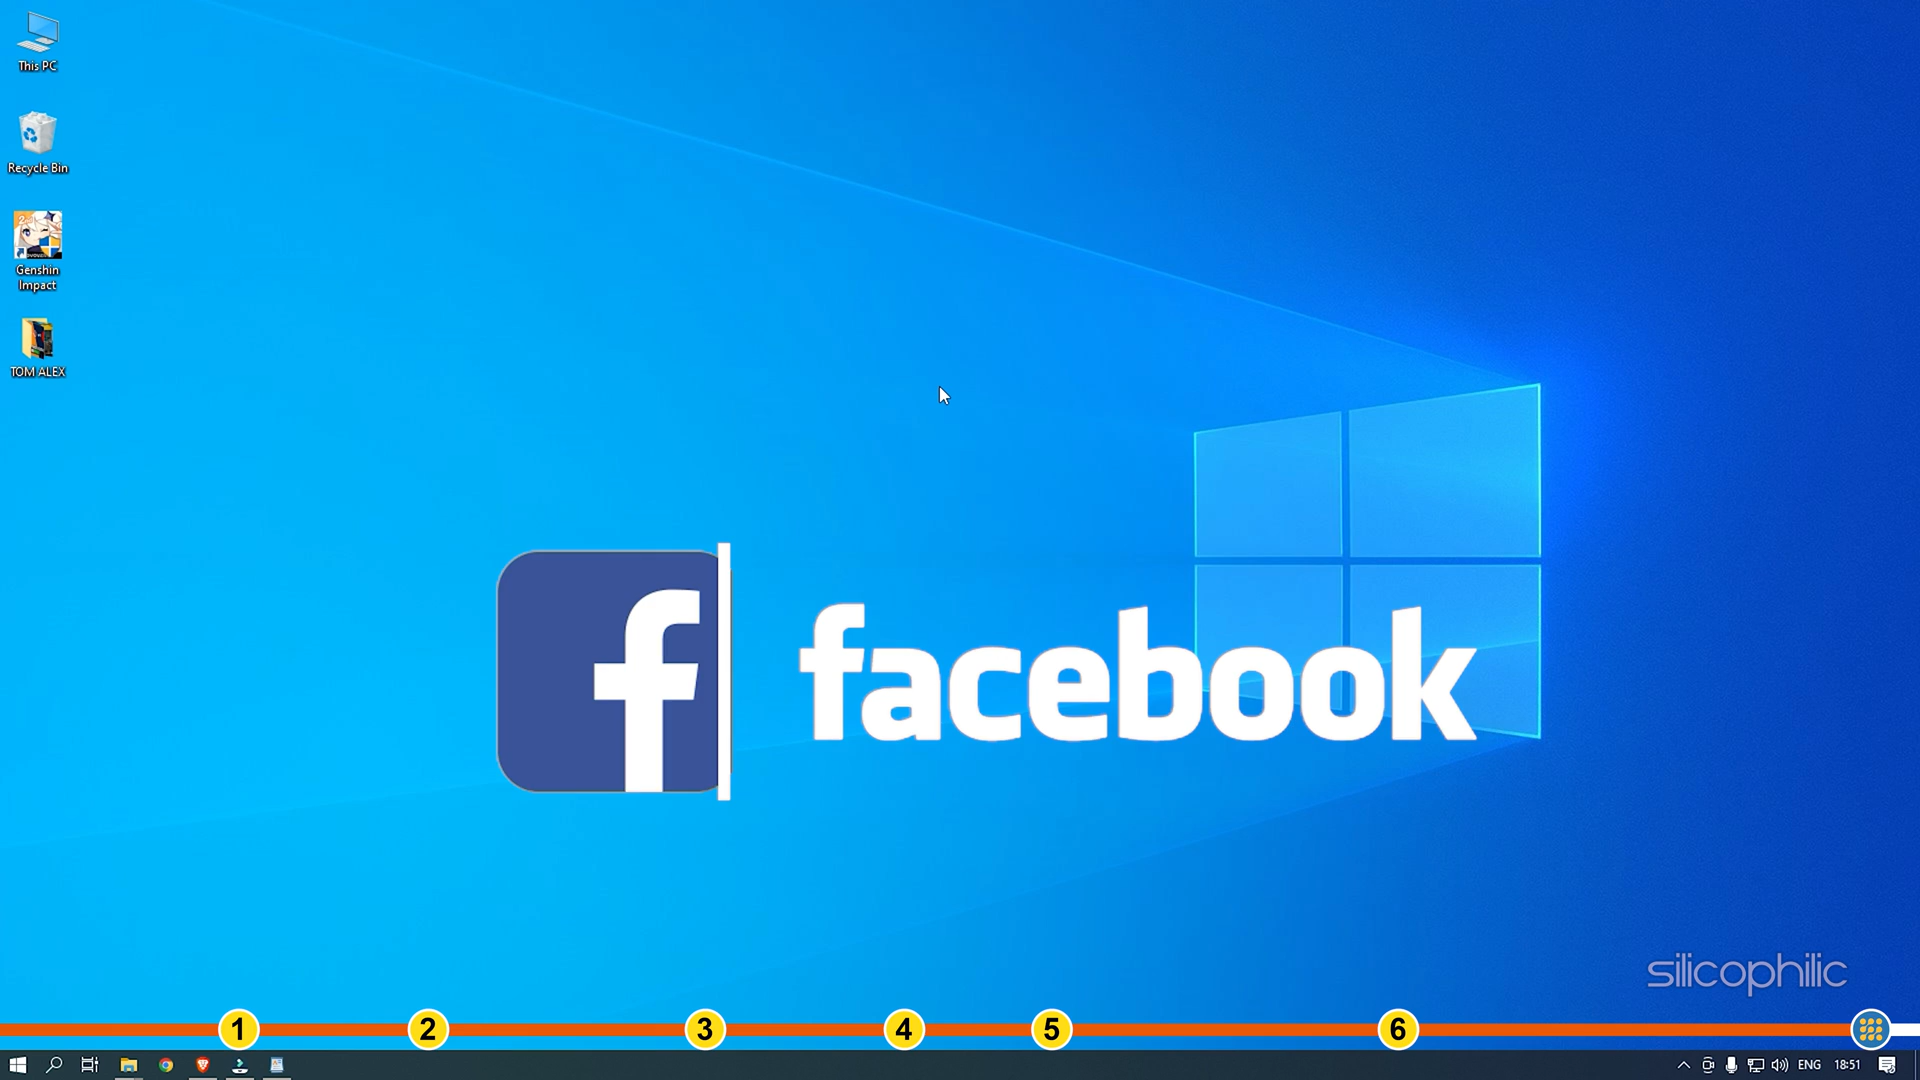 This PC
Recycle Bin
Genshin
Impact
TOM ALEX
f facebook
silicophilic
1 2 3 4 5 6
ENG 18:51